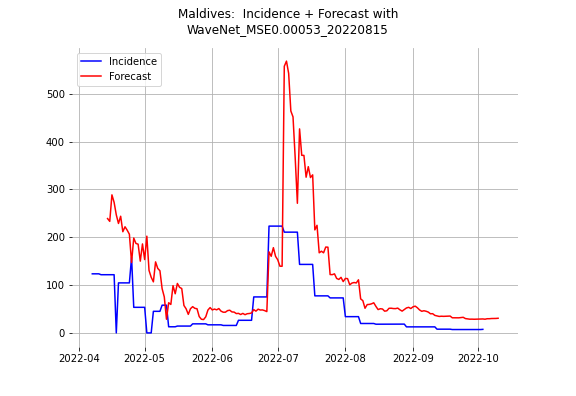 Maldives:  Incidence + Forecast with
WaveNet_MSE0.00053_20220815
Incidence
Forecast
500
400
300
200
100
0
2022-04 2022-05 2022-06 2022-07 2022-08 2022-09 2022-10